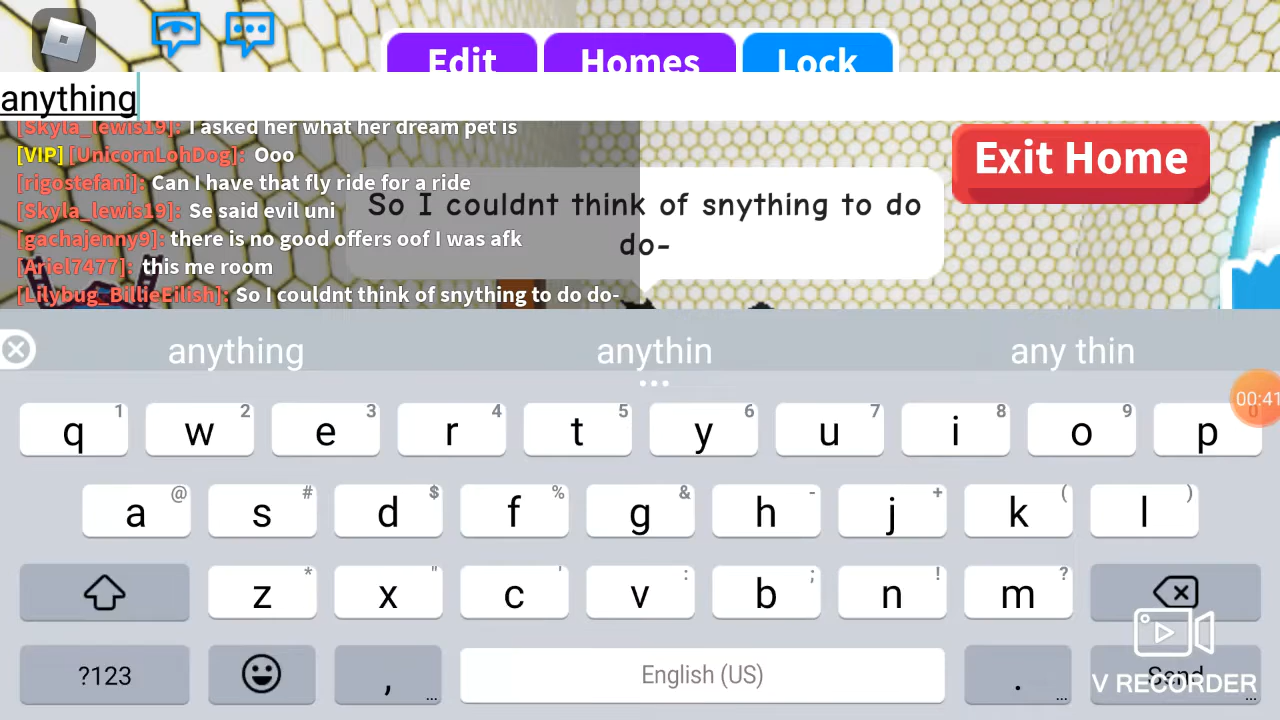 Edit Homes Lock
anything
[Skyla_lewis19]: I asked her what her dream pet is
[VIP] [UnicornLohDog]: Ooo
[rigostefani]: Can I have that fly ride for a ride
[Skyla_lewis19]: Se said evil uni
[gachajenny9]: there is no good offers oof I was afk
[Ariel7477]: this me room
[Lilybug_BillieEilish]: So I couldnt think of snything to do do-
Exit Home
So I couldnt think of snything to do
do-
anything anythin any thin
00:41
q 1 w 2 e 3 r 4 t 5 y 6 u 7 i 8 o 9 p 0
a @ s # d $ f % g & h - j + k ( l )
z * x " c ' v : b ; n ! m ?
?123 , ... English (US) . ... Send ...
V RECORDER